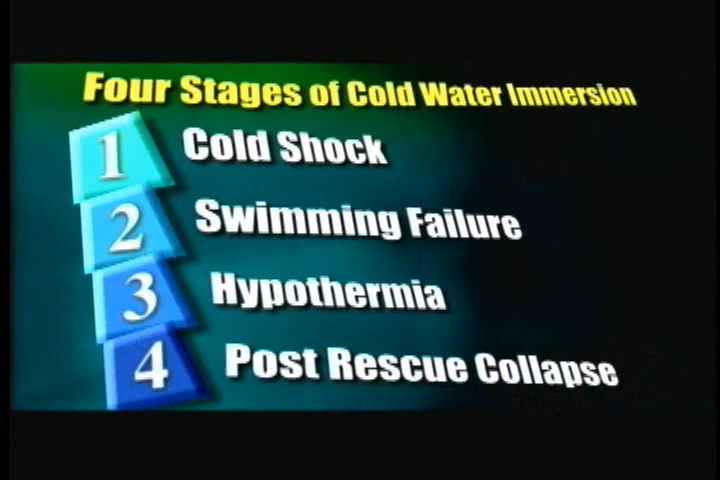 Four Stages of Cold Water Immersion
1 Cold Shock
2 Swimming Failure
3 Hypothermia
4 Post Rescue Collapse